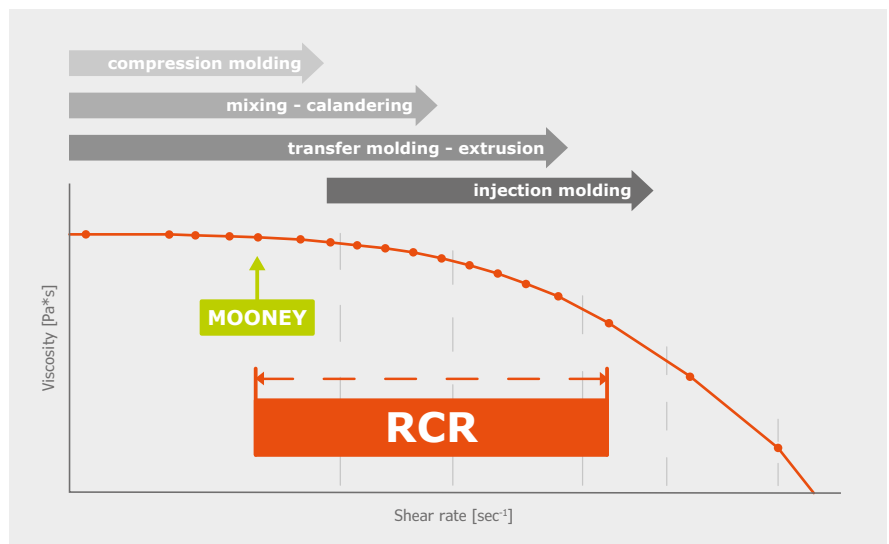 compression molding
mixing - calandering
transfer molding - extrusion
injection molding
Viscosity [Pa*s]
MOONEY
RCR
Shear rate [sec⁻¹]